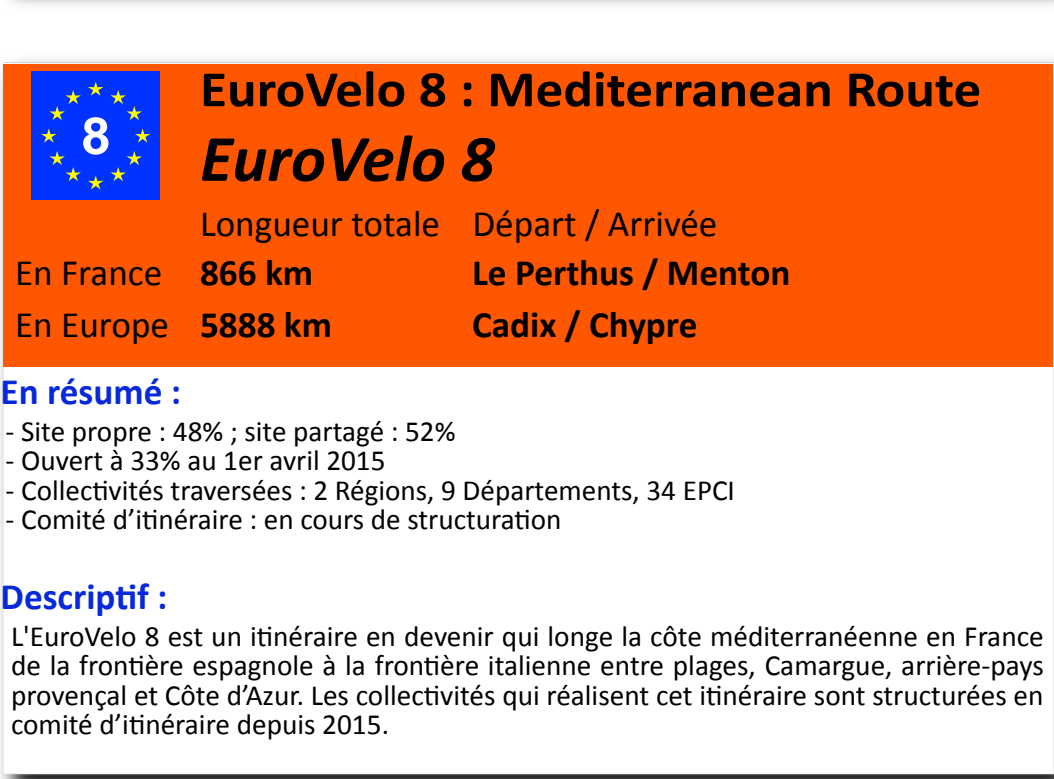 8
EuroVelo 8 : Mediterranean Route
EuroVelo 8
Longueur totale Départ / Arrivée
En France 866 km Le Perthus / Menton
En Europe 5888 km Cadix / Chypre
En résumé :
- Site propre : 48% ; site partagé : 52%
- Ouvert à 33% au 1er avril 2015
- Collectivités traversées : 2 Régions, 9 Départements, 34 EPCI
- Comité d'itinéraire : en cours de structuration
Descriptif :
L'EuroVelo 8 est un itinéraire en devenir qui longe la côte méditerranéenne en France
de la frontière espagnole à la frontière italienne entre plages, Camargue, arrière-pays
provençal et Côte d'Azur. Les collectivités qui réalisent cet itinéraire sont structurées en
comité d'itinéraire depuis 2015.